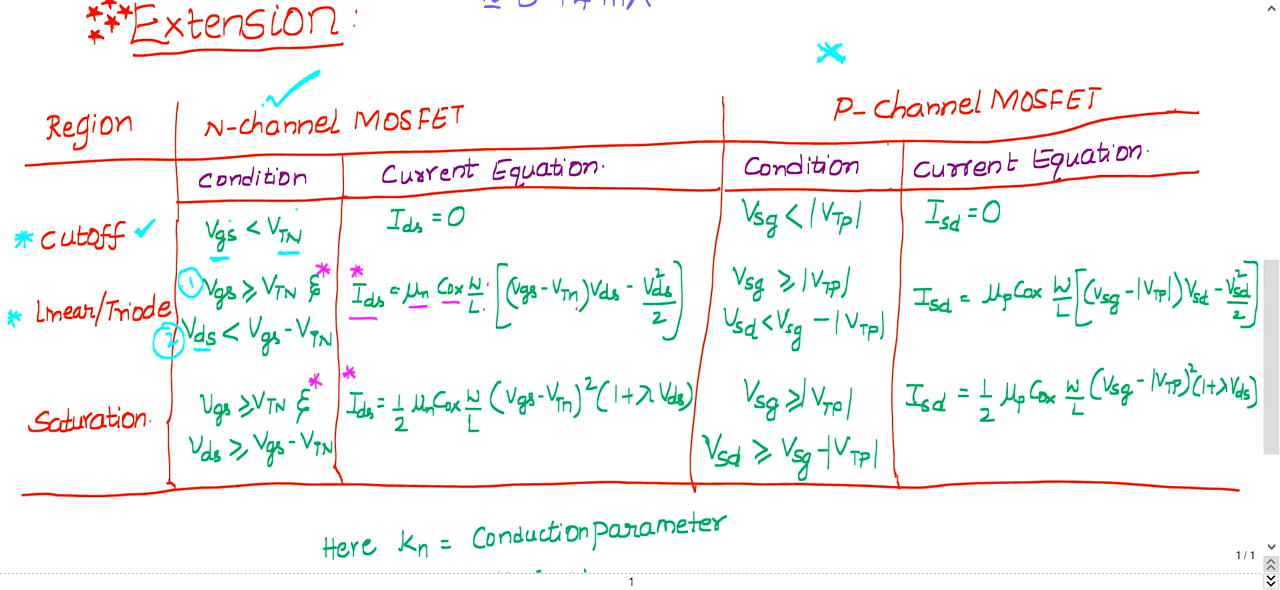 Extension:
Region N-channel MOSFET P-channel MOSFET
Condition Current Equation. Condition Current Equation.
* Cutoff ✓ Vgs < VTN Ids = 0 Vsg < |VTP| Isd = 0
* Linear/Triode ① Vgs ≥ VTN & * * Ids = μn Cox W/L [(Vgs - VTn)Vds - Vds²/2] Vsg ≥ |VTP| Isd = μp Cox W/L [(Vsg - |VTP|)Vsd - Vsd²/2]
② Vds < Vgs - VTN Vsd < Vsg - |VTP|
Saturation. Vgs ≥ VTN & * * Ids = 1/2 μn Cox W/L (Vgs - VTn)² (1+λVds) Vsg ≥ |VTP| Isd = 1/2 μp Cox W/L (Vsg - |VTP|)² (1+λVds)
Vds ≥ Vgs - VTN Vsd ≥ Vsg - |VTP|
Here kn = Conduction parameter
1 / 1
1